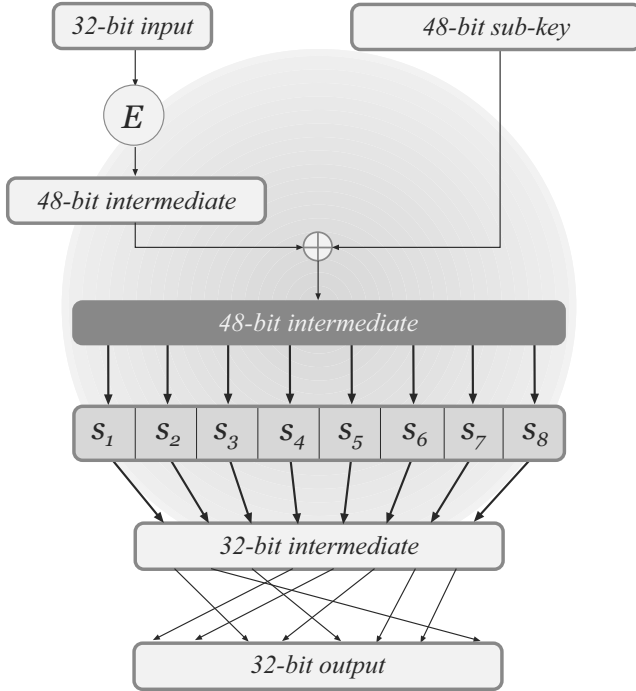 32-bit input
48-bit sub-key
E
48-bit intermediate
48-bit intermediate
S1 S2 S3 S4 S5 S6 S7 S8
32-bit intermediate
32-bit output